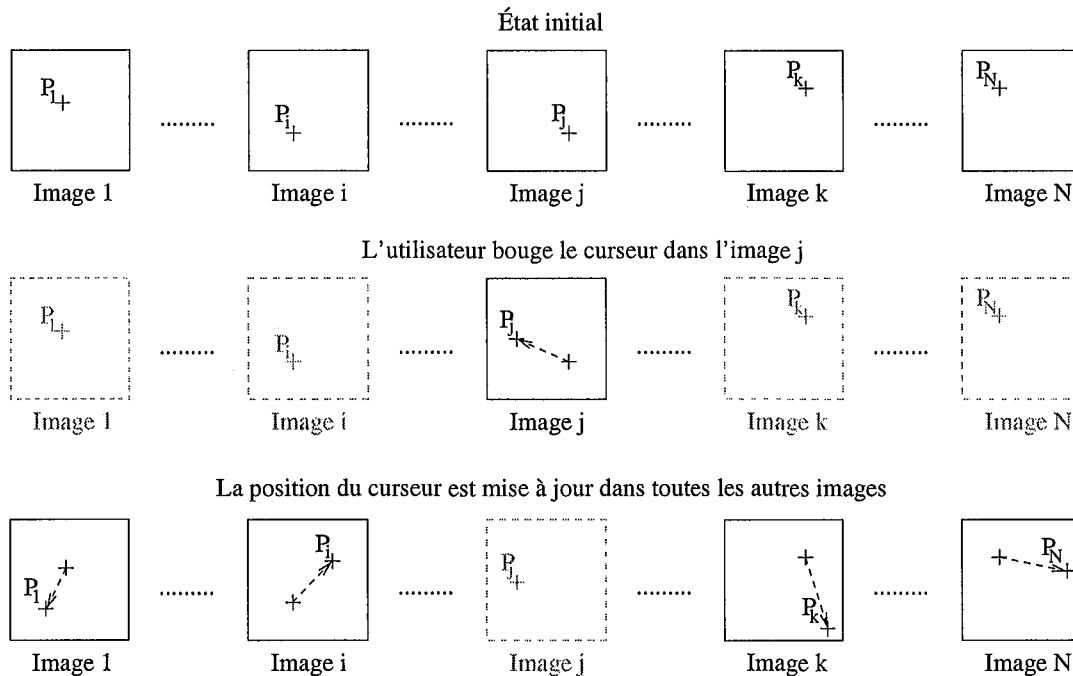 État initial
P1 Pi Pj Pk PN
Image 1 Image i Image j Image k Image N
L'utilisateur bouge le curseur dans l'image j
P1 Pi Pj Pk PN
Image 1 Image i Image j Image k Image N
La position du curseur est mise à jour dans toutes les autres images
P1 Pi Pj Pk PN
Image 1 Image i Image j Image k Image N